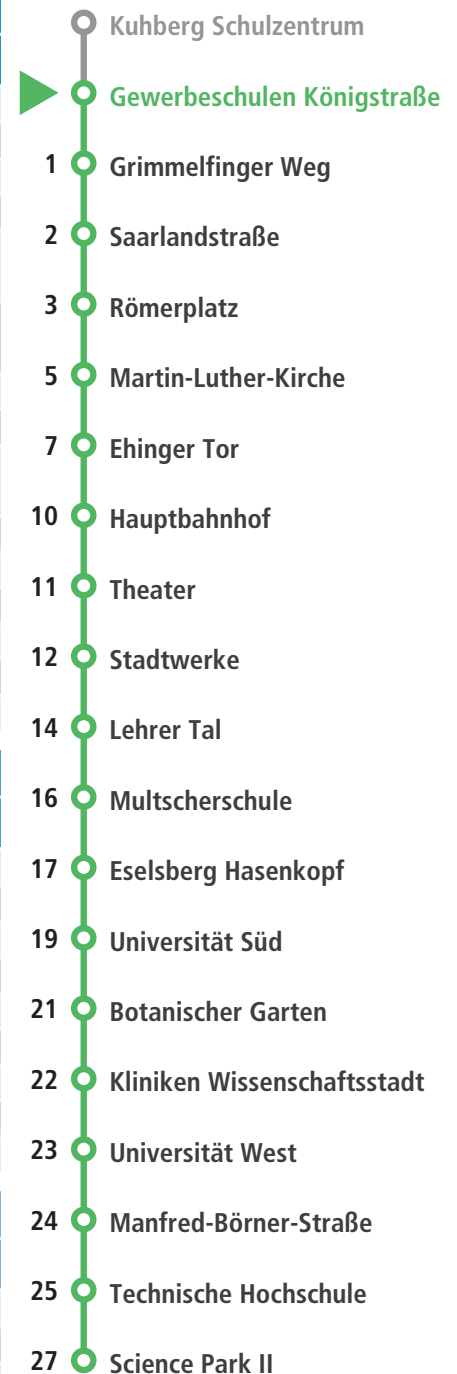 Kuhberg Schulzentrum
Gewerbeschulen Königstraße
1 Grimmelfinger Weg
2 Saarlandstraße
3 Römerplatz
5 Martin-Luther-Kirche
7 Ehinger Tor
10 Hauptbahnhof
11 Theater
12 Stadtwerke
14 Lehrer Tal
16 Multscherschule
17 Eselsberg Hasenkopf
19 Universität Süd
21 Botanischer Garten
22 Kliniken Wissenschaftsstadt
23 Universität West
24 Manfred-Börner-Straße
25 Technische Hochschule
27 Science Park II